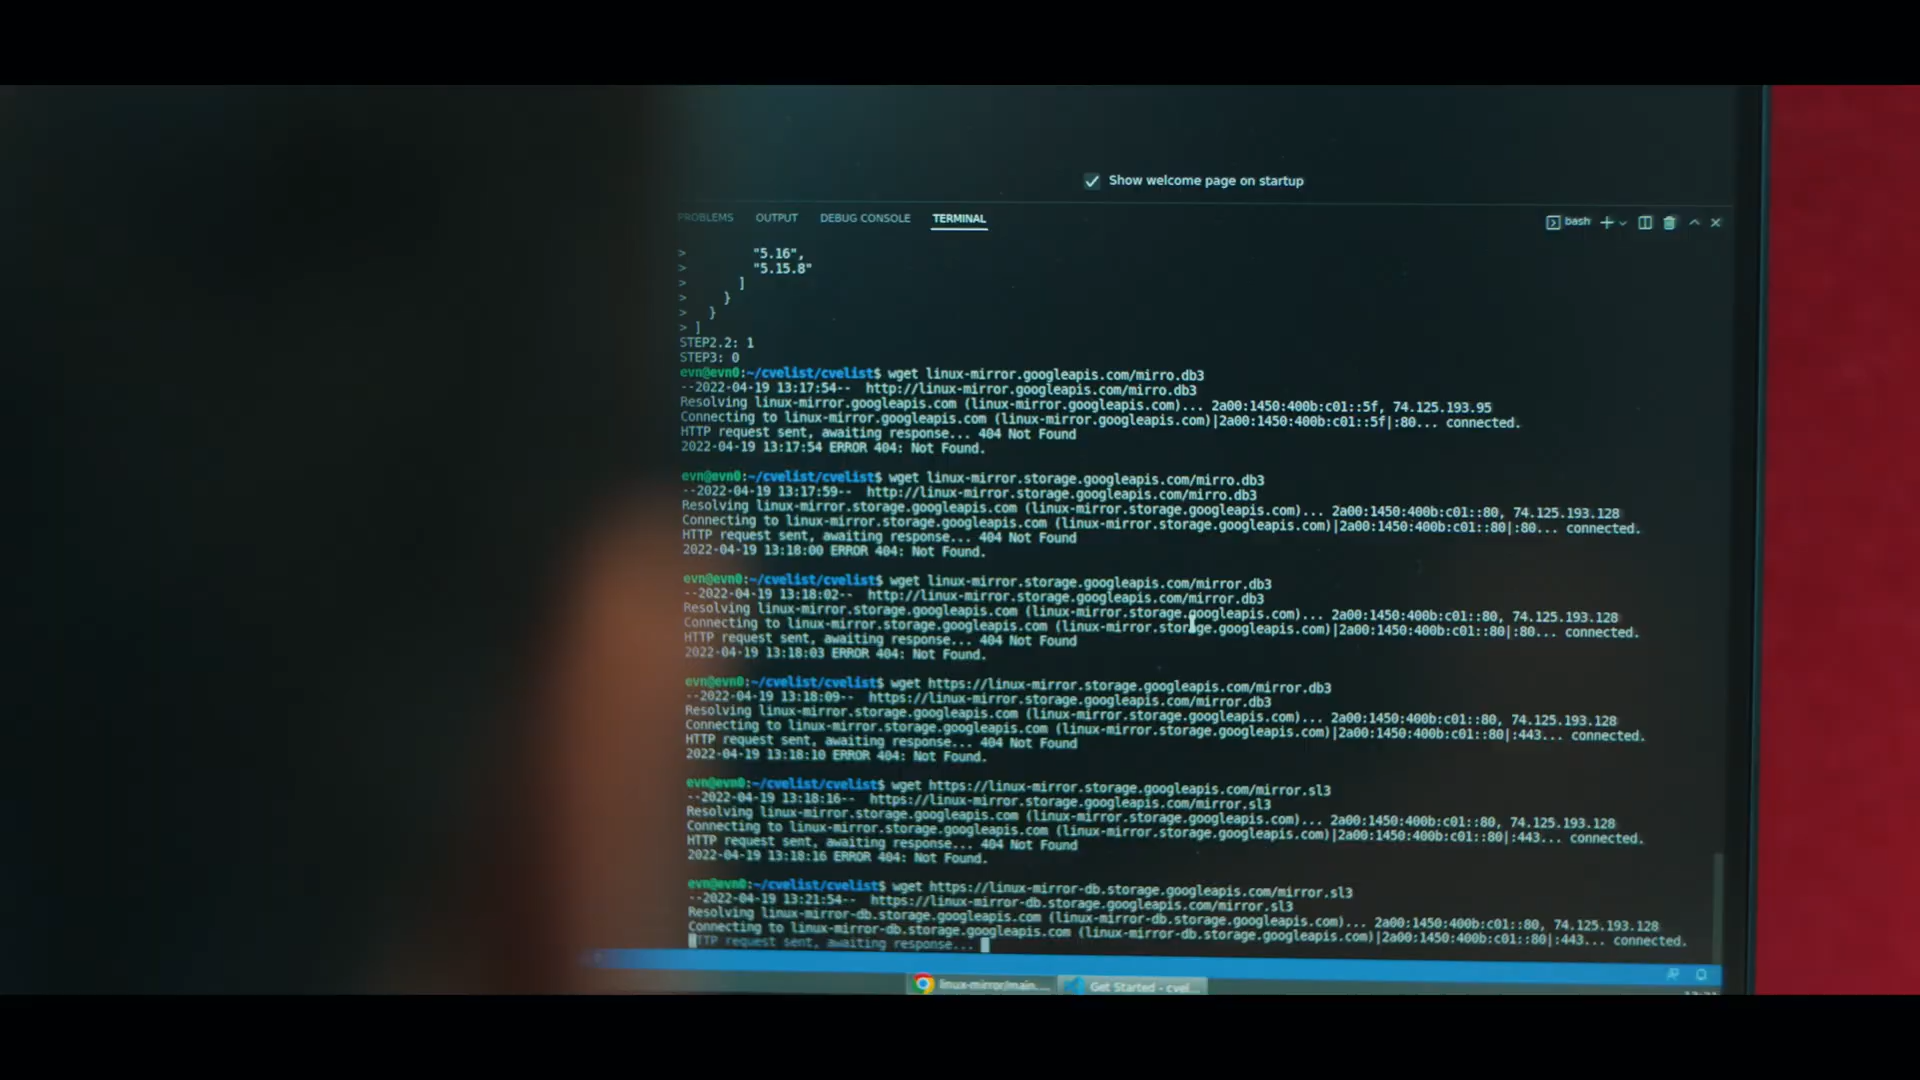 Show welcome page on startup
PROBLEMS OUTPUT DEBUG CONSOLE TERMINAL bash
> "5.16",
> "5.15.8"
> ]
> }
> }
> ]
STEP2.2: 1
STEP3: 0
evn@evn0:~/cvelist/cvelist$ wget linux-mirror.googleapis.com/mirro.db3
--2022-04-19 13:17:54-- http://linux-mirror.googleapis.com/mirro.db3
Resolving linux-mirror.googleapis.com (linux-mirror.googleapis.com)... 2a00:1450:400b:c01::5f, 74.125.193.95
Connecting to linux-mirror.googleapis.com (linux-mirror.googleapis.com)|2a00:1450:400b:c01::5f|:80... connected.
HTTP request sent, awaiting response... 404 Not Found
2022-04-19 13:17:54 ERROR 404: Not Found.
evn@evn0:~/cvelist/cvelist$ wget linux-mirror.storage.googleapis.com/mirro.db3
--2022-04-19 13:17:59-- http://linux-mirror.storage.googleapis.com/mirro.db3
Resolving linux-mirror.storage.googleapis.com (linux-mirror.storage.googleapis.com)... 2a00:1450:400b:c01::80, 74.125.193.128
Connecting to linux-mirror.storage.googleapis.com (linux-mirror.storage.googleapis.com)|2a00:1450:400b:c01::80|:80... connected.
HTTP request sent, awaiting response... 404 Not Found
2022-04-19 13:18:00 ERROR 404: Not Found.
evn@evn0:~/cvelist/cvelist$ wget linux-mirror.storage.googleapis.com/mirror.db3
--2022-04-19 13:18:02-- http://linux-mirror.storage.googleapis.com/mirror.db3
Resolving linux-mirror.storage.googleapis.com (linux-mirror.storage.googleapis.com)... 2a00:1450:400b:c01::80, 74.125.193.128
Connecting to linux-mirror.storage.googleapis.com (linux-mirror.storage.googleapis.com)|2a00:1450:400b:c01::80|:80... connected.
HTTP request sent, awaiting response... 404 Not Found
2022-04-19 13:18:03 ERROR 404: Not Found.
evn@evn0:~/cvelist/cvelist$ wget https://linux-mirror.storage.googleapis.com/mirror.db3
--2022-04-19 13:18:09-- https://linux-mirror.storage.googleapis.com/mirror.db3
Resolving linux-mirror.storage.googleapis.com (linux-mirror.storage.googleapis.com)... 2a00:1450:400b:c01::80, 74.125.193.128
Connecting to linux-mirror.storage.googleapis.com (linux-mirror.storage.googleapis.com)|2a00:1450:400b:c01::80|:443... connected.
HTTP request sent, awaiting response... 404 Not Found
2022-04-19 13:18:10 ERROR 404: Not Found.
evn@evn0:~/cvelist/cvelist$ wget https://linux-mirror.storage.googleapis.com/mirror.sl3
--2022-04-19 13:18:16-- https://linux-mirror.storage.googleapis.com/mirror.sl3
Resolving linux-mirror.storage.googleapis.com (linux-mirror.storage.googleapis.com)... 2a00:1450:400b:c01::80, 74.125.193.128
Connecting to linux-mirror.storage.googleapis.com (linux-mirror.storage.googleapis.com)|2a00:1450:400b:c01::80|:443... connected.
HTTP request sent, awaiting response... 404 Not Found
2022-04-19 13:18:16 ERROR 404: Not Found.
evn@evn0:~/cvelist/cvelist$ wget https://linux-mirror-db.storage.googleapis.com/mirror.sl3
--2022-04-19 13:21:54-- https://linux-mirror-db.storage.googleapis.com/mirror.sl3
Resolving linux-mirror-db.storage.googleapis.com (linux-mirror-db.storage.googleapis.com)... 2a00:1450:400b:c01::80, 74.125.193.128
Connecting to linux-mirror-db.storage.googleapis.com (linux-mirror-db.storage.googleapis.com)|2a00:1450:400b:c01::80|:443... connected.
HTTP request sent, awaiting response...
linux-mirror/main.... Get Started - cvel...